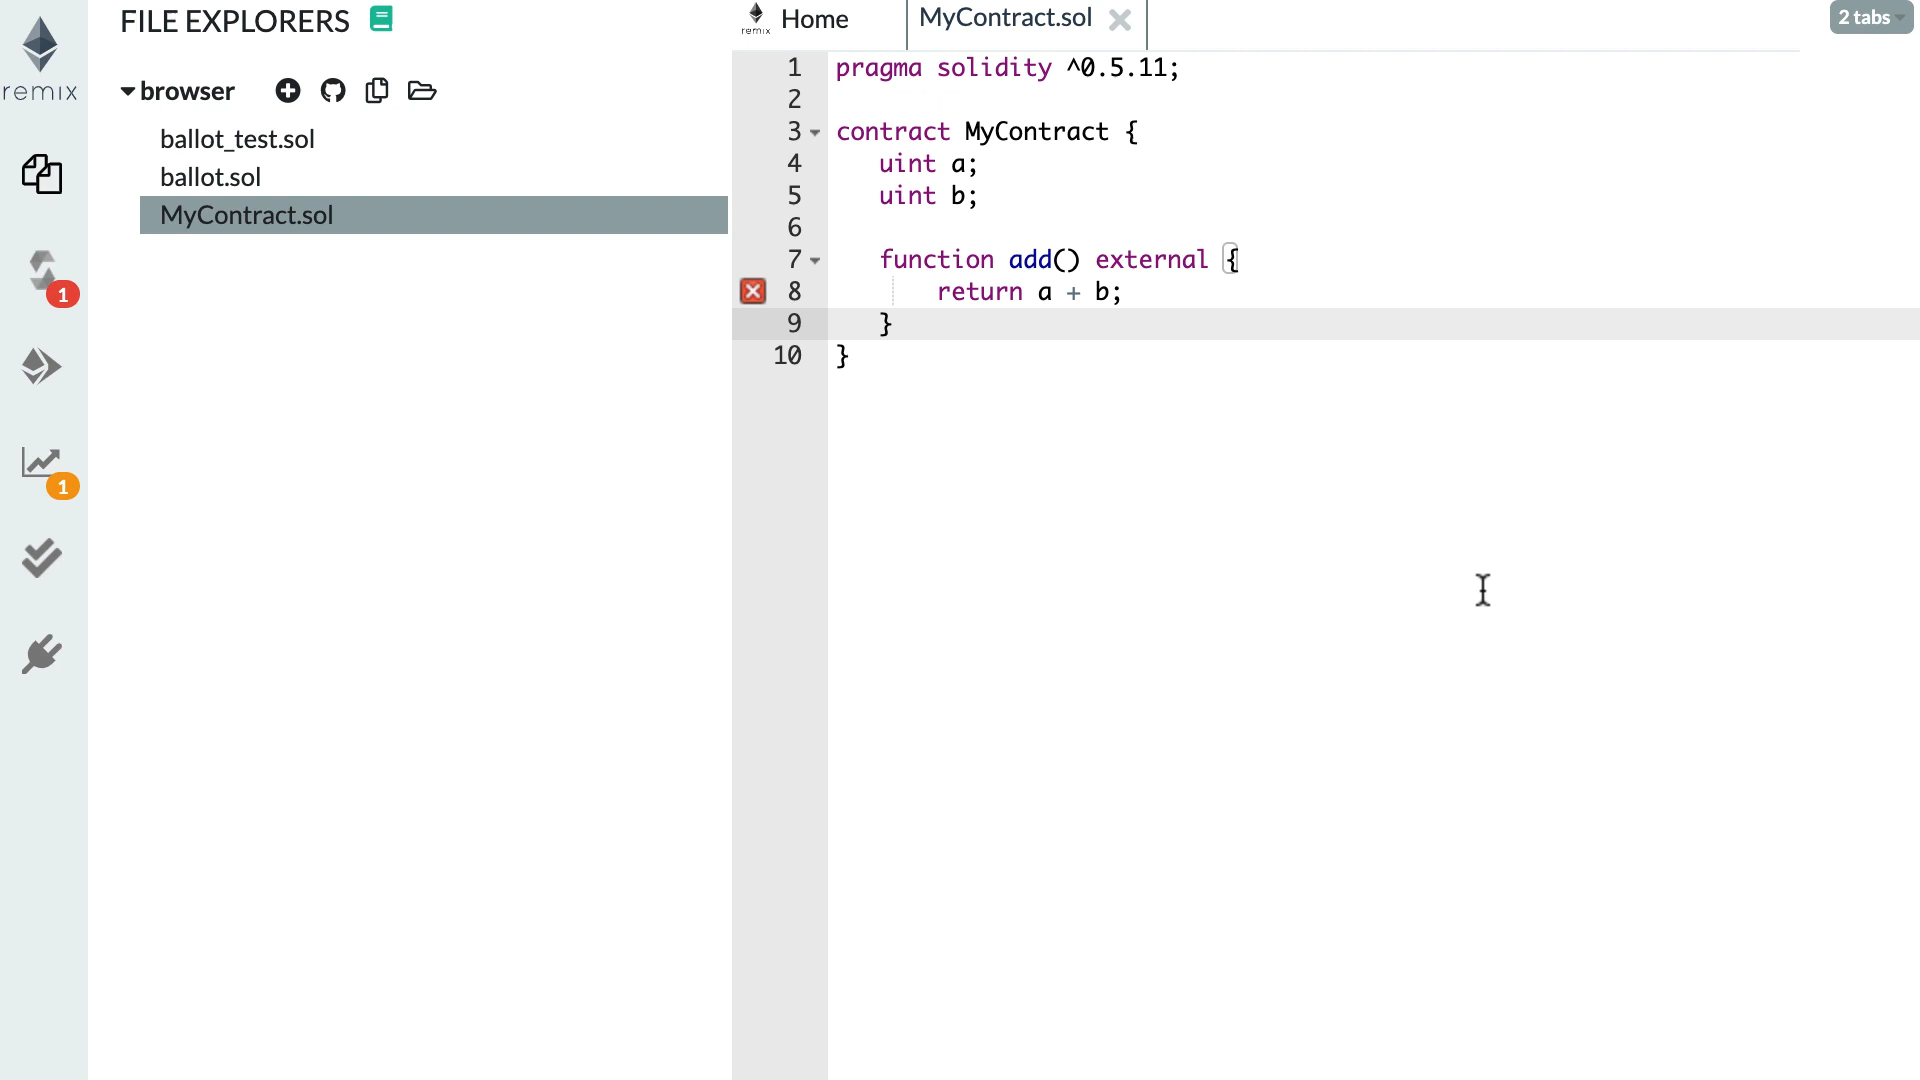 remix
1
1
FILE EXPLORERS
browser
ballot_test.sol
ballot.sol
MyContract.sol
remix
Home
MyContract.sol
2 tabs
1 pragma solidity ^0.5.11;
2
3 contract MyContract {
4 uint a;
5 uint b;
6
7 function add() external {
8 return a + b;
9 }
10 }